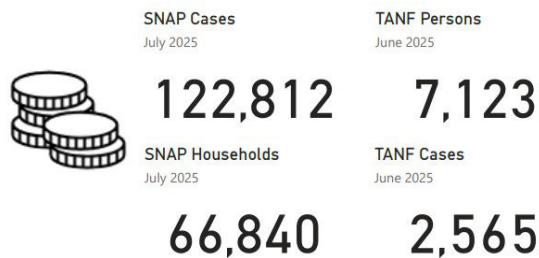 SNAP Cases
July 2025
122,812
TANF Persons
June 2025
7,123
SNAP Households
July 2025
66,840
TANF Cases
June 2025
2,565